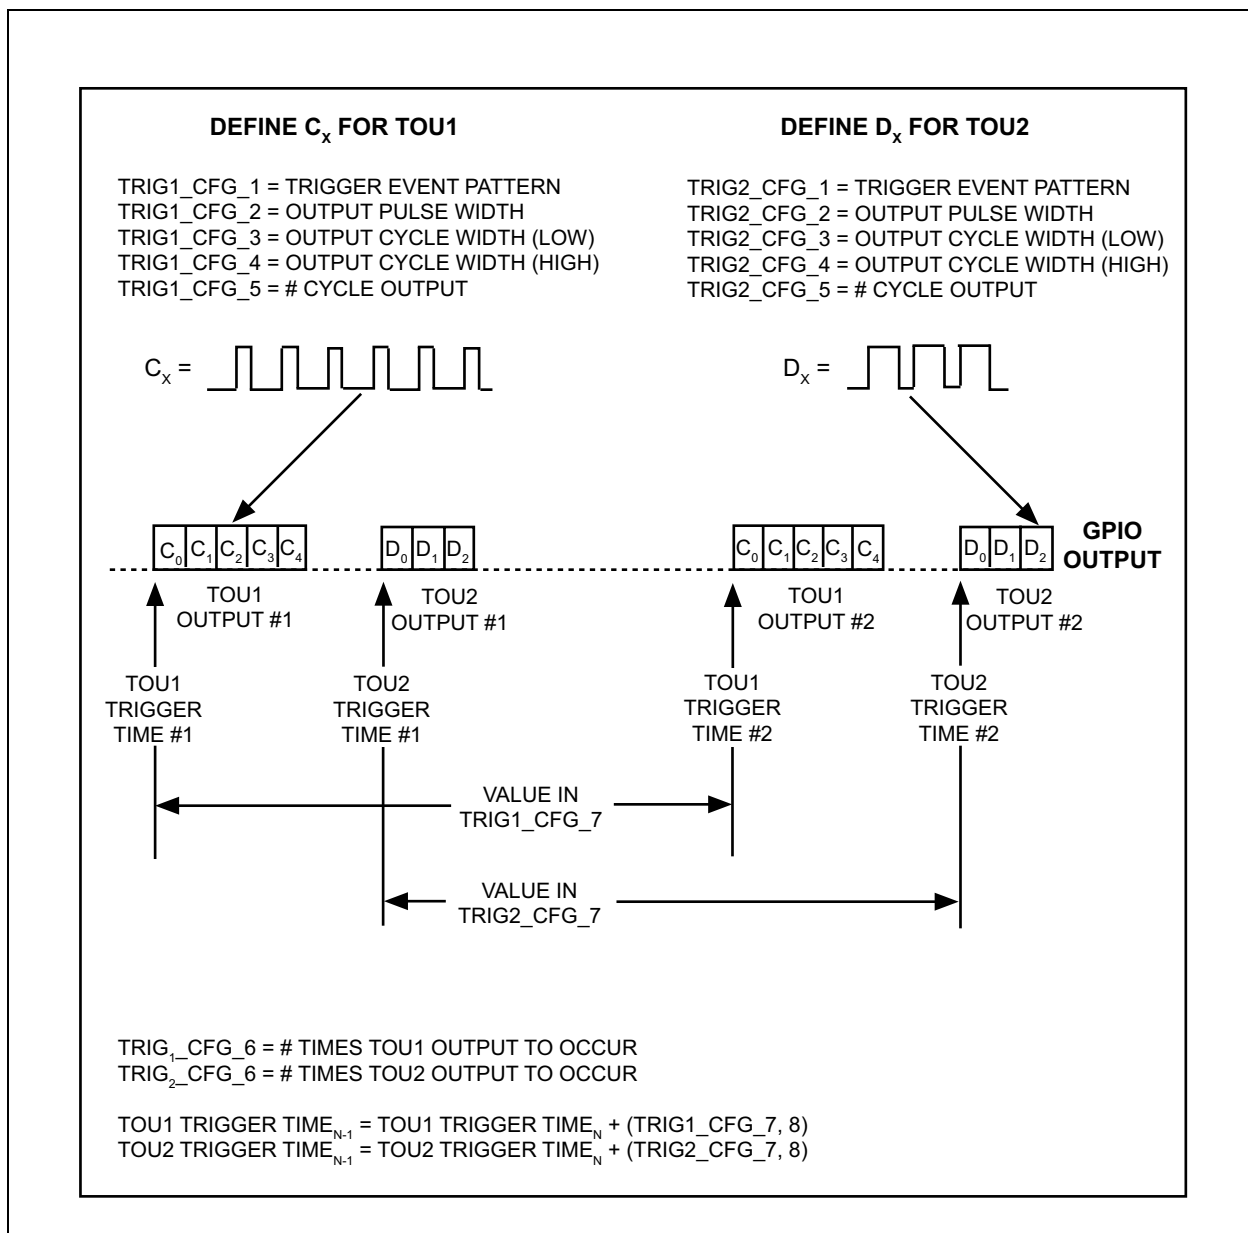 DEFINE Cₓ FOR TOU1
TRIG1_CFG_1 = TRIGGER EVENT PATTERN
TRIG1_CFG_2 = OUTPUT PULSE WIDTH
TRIG1_CFG_3 = OUTPUT CYCLE WIDTH (LOW)
TRIG1_CFG_4 = OUTPUT CYCLE WIDTH (HIGH)
TRIG1_CFG_5 = # CYCLE OUTPUT
Cₓ =
DEFINE Dₓ FOR TOU2
TRIG2_CFG_1 = TRIGGER EVENT PATTERN
TRIG2_CFG_2 = OUTPUT PULSE WIDTH
TRIG2_CFG_3 = OUTPUT CYCLE WIDTH (LOW)
TRIG2_CFG_4 = OUTPUT CYCLE WIDTH (HIGH)
TRIG2_CFG_5 = # CYCLE OUTPUT
Dₓ =
C₀ C₁ C₂ C₃ C₄
D₀ D₁ D₂
C₀ C₁ C₂ C₃ C₄
D₀ D₁ D₂
GPIO
OUTPUT
TOU1
OUTPUT #1
TOU2
OUTPUT #1
TOU1
OUTPUT #2
TOU2
OUTPUT #2
TOU1
TRIGGER
TIME #1
TOU2
TRIGGER
TIME #1
TOU1
TRIGGER
TIME #2
TOU2
TRIGGER
TIME #2
VALUE IN
TRIG1_CFG_7
VALUE IN
TRIG2_CFG_7
TRIG₁_CFG_6 = # TIMES TOU1 OUTPUT TO OCCUR
TRIG₂_CFG_6 = # TIMES TOU2 OUTPUT TO OCCUR
TOU1 TRIGGER TIME_N-1 = TOU1 TRIGGER TIME_N + (TRIG1_CFG_7, 8)
TOU2 TRIGGER TIME_N-1 = TOU2 TRIGGER TIME_N + (TRIG2_CFG_7, 8)